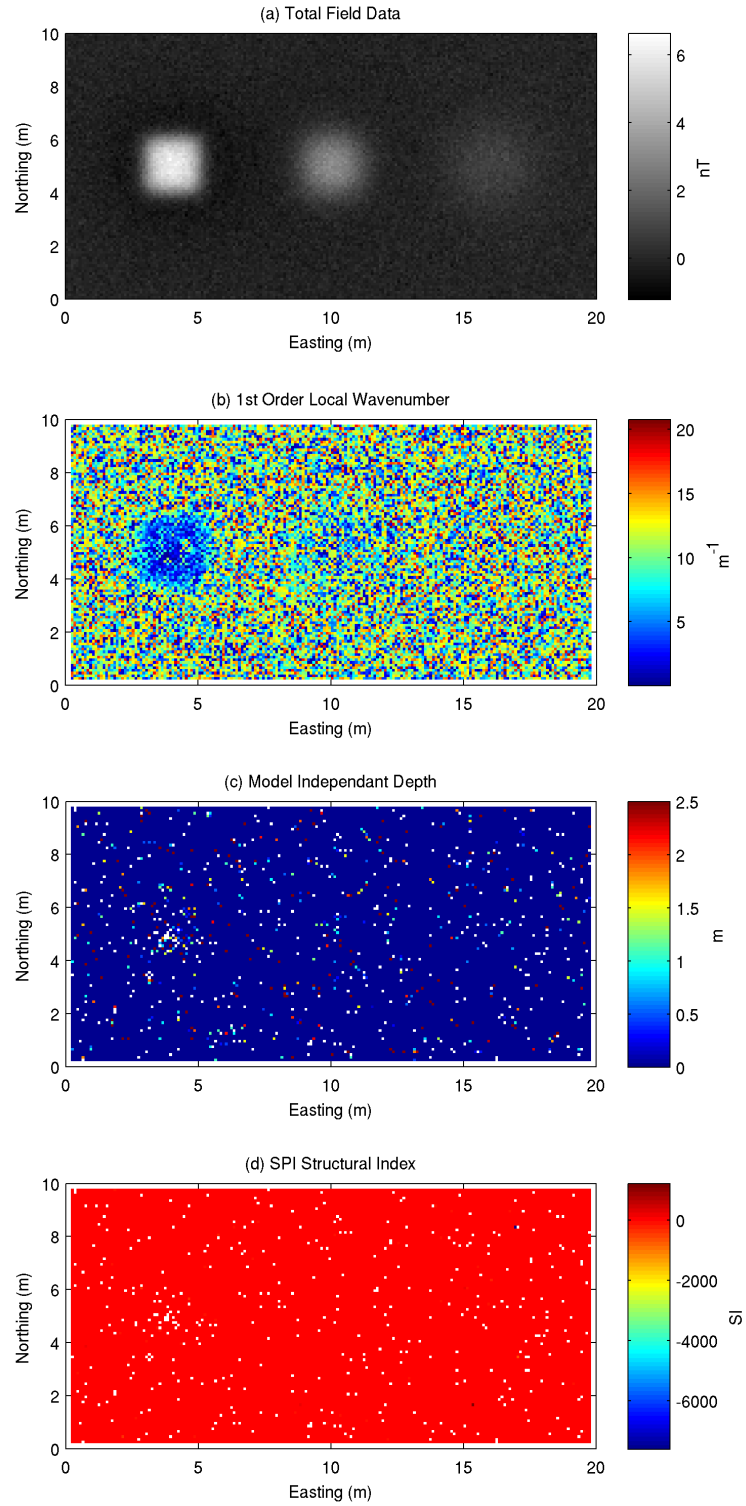 (a) Total Field Data
10
8
6
4
2
0
0 5 10 15 20
Northing (m)
Easting (m)
6
4
2
0
nT
(b) 1st Order Local Wavenumber
10
8
6
4
2
0
0 5 10 15 20
Northing (m)
Easting (m)
20
15
10
5
m⁻¹
(c) Model Independant Depth
10
8
6
4
2
0
0 5 10 15 20
Northing (m)
Easting (m)
2.5
2
1.5
1
0.5
0
m
(d) SPI Structural Index
10
8
6
4
2
0
0 5 10 15 20
Northing (m)
Easting (m)
0
-2000
-4000
-6000
SI